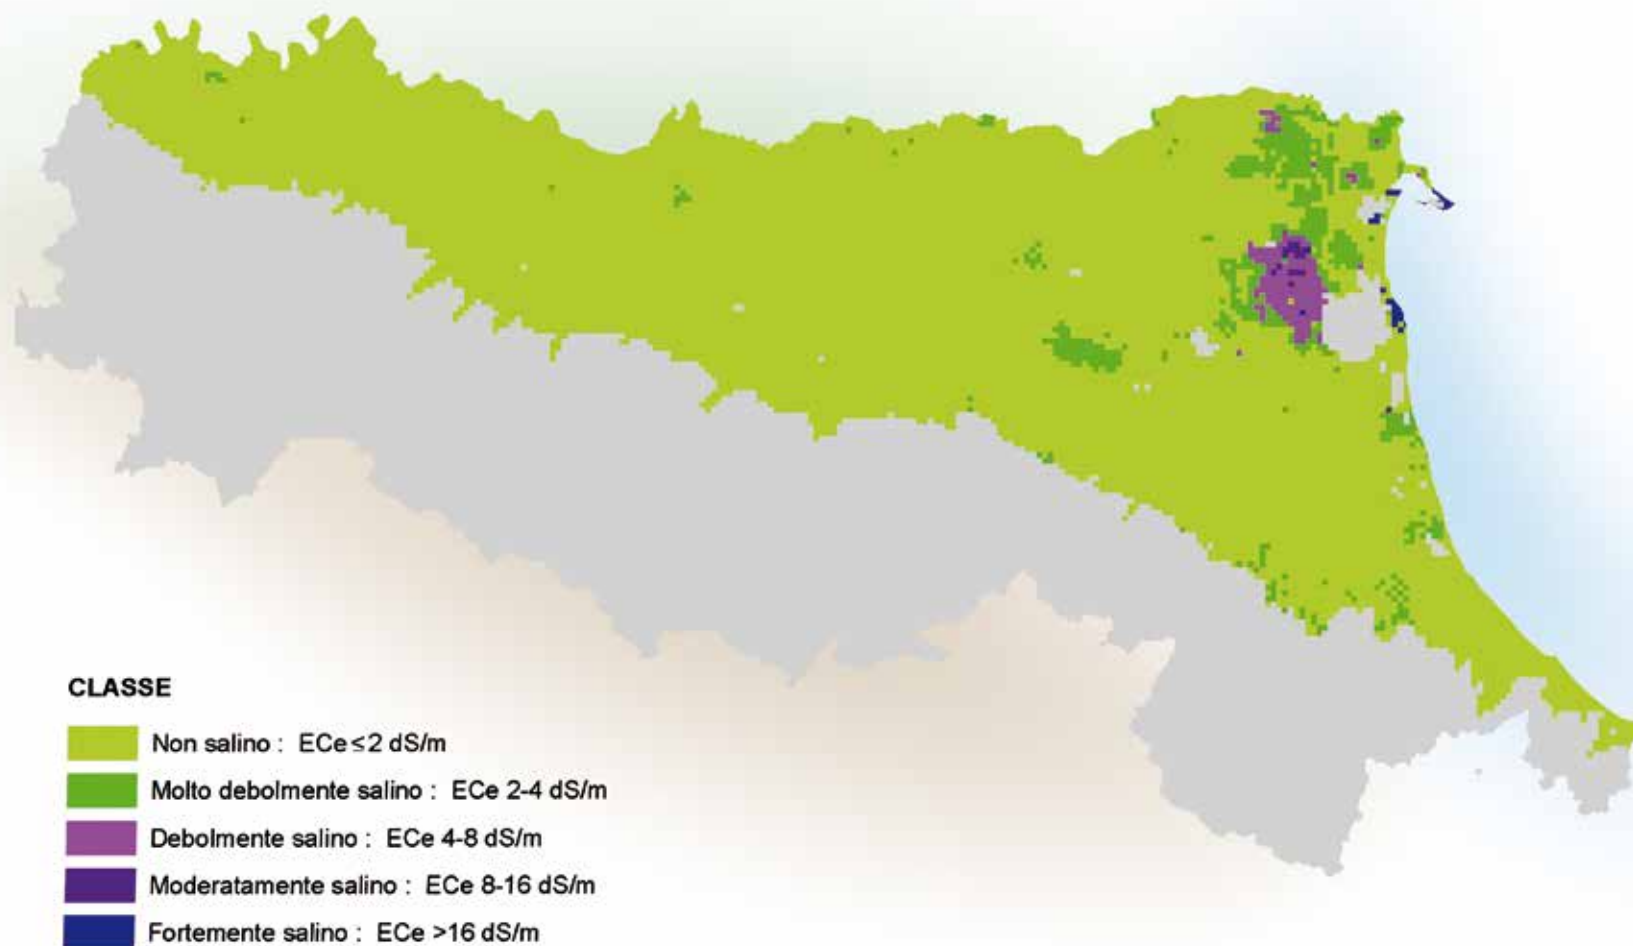 CLASSE
Non salino : ECe ≤ 2 dS/m
Molto debolmente salino : ECe 2-4 dS/m
Debolmente salino : ECe 4-8 dS/m
Moderatamente salino : ECe 8-16 dS/m
Fortemente salino : ECe >16 dS/m